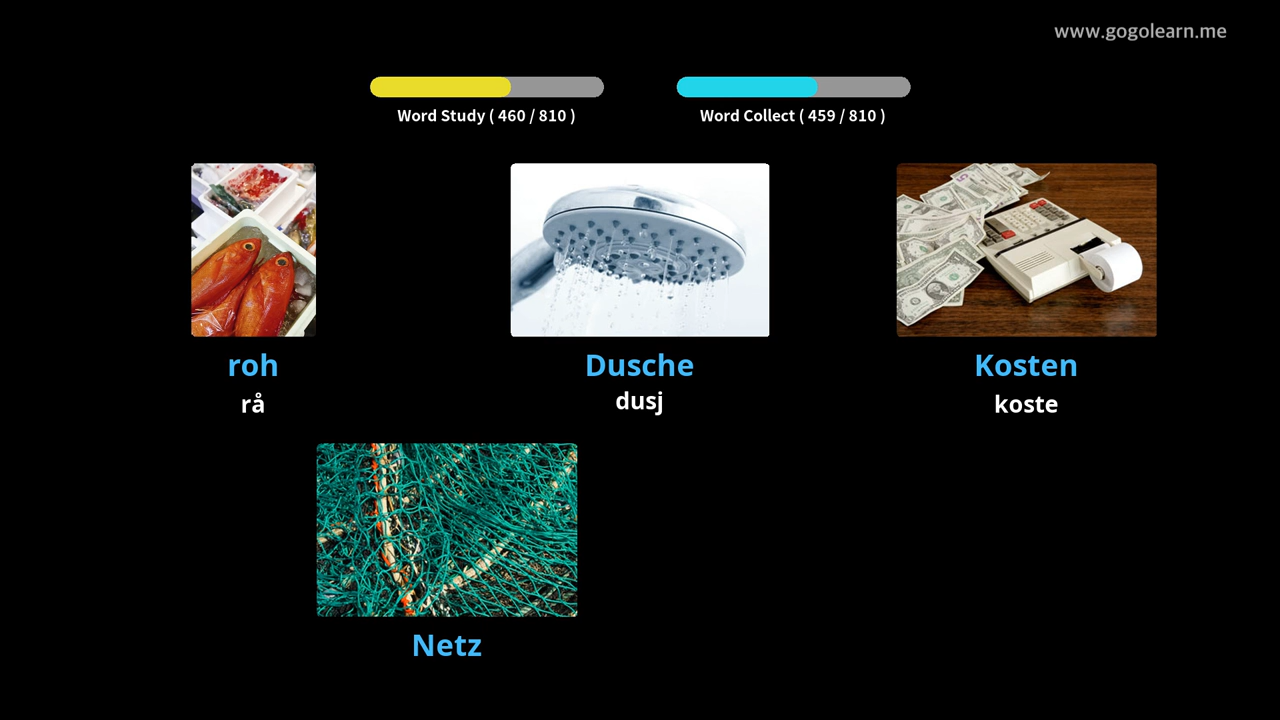 www.gogolearn.me
Word Study ( 460 / 810 )
Word Collect ( 459 / 810 )
roh
rå
Dusche
dusj
Kosten
koste
Netz